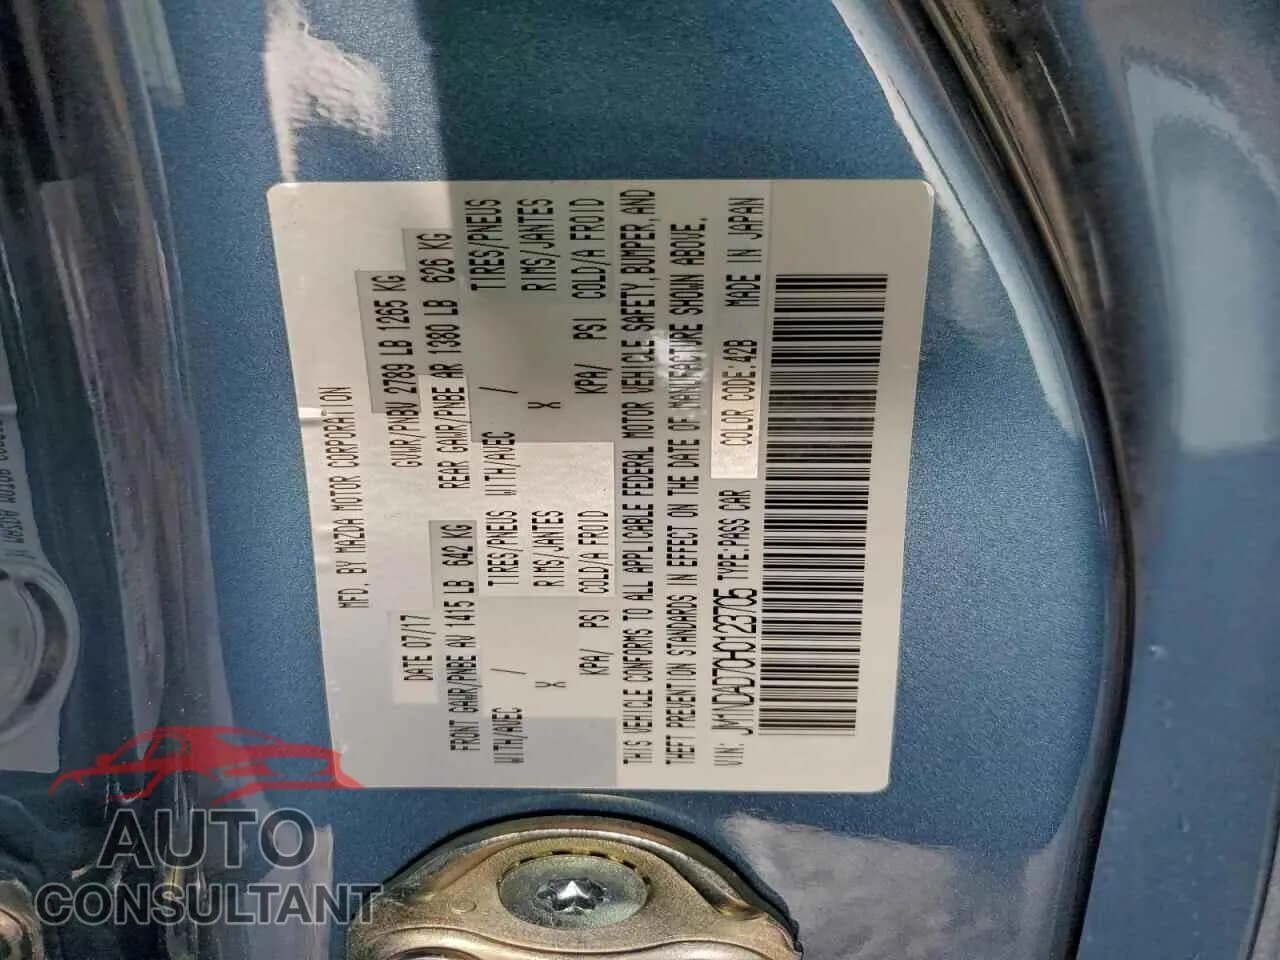 MFD. BY MAZDA MOTOR CORPORATION
DATE 07/17
GVWR/PNBV 2789 LB 1265 KG
FRONT GAWR/PNBE AV 1415 LB 642 KG
REAR GAWR/PNBE AR 1380 LB 626 KG
WITH/AVEC / TIRES/PNEUS
WITH/AVEC / TIRES/PNEUS
X RIMS/JANTES
X RIMS/JANTES
KPA/ PSI COLD/A FROID
KPA/ PSI COLD/A FROID
THIS VEHICLE CONFORMS TO ALL APPLICABLE FEDERAL MOTOR VEHICLE SAFETY, BUMPER, AND
THEFT PREVENTION STANDARDS IN EFFECT ON THE DATE OF MANUFACTURE SHOWN ABOVE.
VIN: JM1NDAD70H0123705 TYPE:PASS CAR COLOR CODE:42B MADE IN JAPAN
AUTO
CONSULTANT